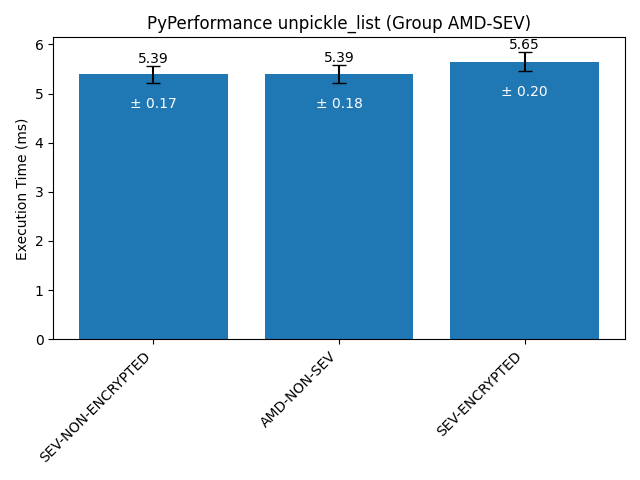 PyPerformance unpickle_list (Group AMD-SEV)
Execution Time (ms)
6
5
4
3
2
1
0
5.39
± 0.17
5.39
± 0.18
5.65
± 0.20
SEV-NON-ENCRYPTED
AMD-NON-SEV
SEV-ENCRYPTED